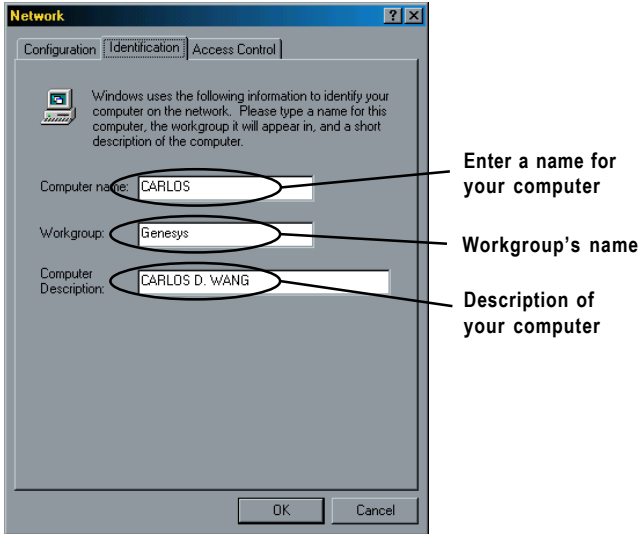 Network
Configuration Identification Access Control
Windows uses the following information to identify your
computer on the network. Please type a name for this
computer, the workgroup it will appear in, and a short
description of the computer.
Computer name: CARLOS
Enter a name for
your computer
Workgroup: Genesys
Workgroup's name
Computer
Description: CARLOS D. WANG
Description of
your computer
OK Cancel